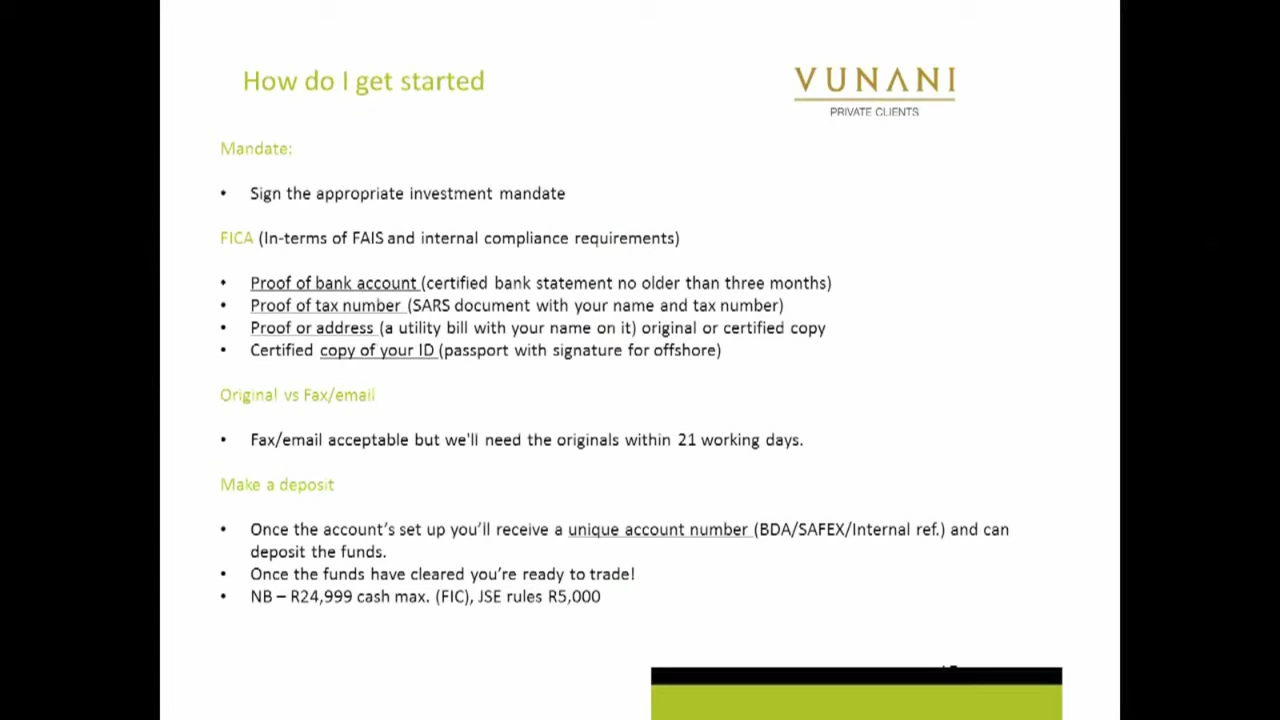 How do I get started
VUNANI
PRIVATE CLIENTS
Mandate:
• Sign the appropriate investment mandate
FICA (In-terms of FAIS and internal compliance requirements)
• Proof of bank account (certified bank statement no older than three months)
• Proof of tax number (SARS document with your name and tax number)
• Proof or address (a utility bill with your name on it) original or certified copy
• Certified copy of your ID (passport with signature for offshore)
Original vs Fax/email
• Fax/email acceptable but we'll need the originals within 21 working days.
Make a deposit
• Once the account's set up you'll receive a unique account number (BDA/SAFEX/Internal ref.) and can
deposit the funds.
• Once the funds have cleared you're ready to trade!
• NB – R24,999 cash max. (FIC), JSE rules R5,000